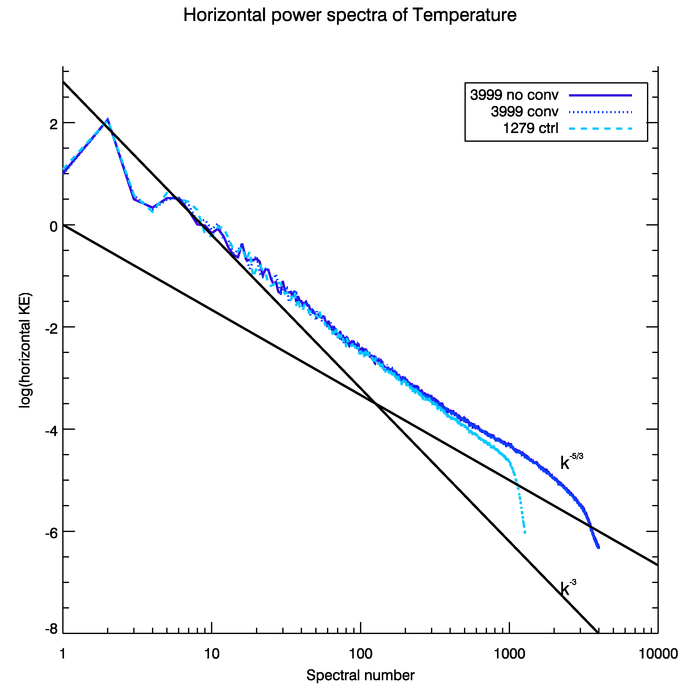 Horizontal power spectra of Temperature
3999 no conv
3999 conv
1279 ctrl
2
0
-2
-4
-6
-8
log(horizontal KE)
k-5/3
k-3
1
10
100
1000
10000
Spectral number